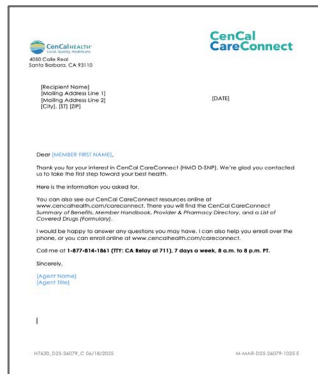 CenCal HEALTH
Local. Quality. Healthcare.
CenCal
CareConnect
4050 Calle Real
Santa Barbara, CA 93110
[Recipient Name]
[Mailing Address Line 1]
[Mailing Address Line 2]
[City], [ST] [ZIP]
[DATE]
Dear [MEMBER FIRST NAME],
Thank you for your interest in CenCal CareConnect (HMO D-SNP). We're glad you contacted
us to take the first step toward your best health.
Here is the information you asked for.
You can also see our CenCal CareConnect resources online at
www.cencalhealth.com/careconnect. There you will find the CenCal CareConnect
Summary of Benefits, Member Handbook, Provider & Pharmacy Directory, and a List of
Covered Drugs (Formulary).
I would be happy to answer any questions you may have. I can also help you enroll over the
phone, or you can enroll online at www.cencalhealth.com/careconnect.
Call me at 1-877-814-1861 (TTY: CA Relay at 711), 7 days a week, 8 a.m. to 8 p.m. PT.
Sincerely,
[Agent Name]
[Agent Title]
H7630_D2S-26079_C 06/18/2025
M-MAR-D2S-26079-1025 E